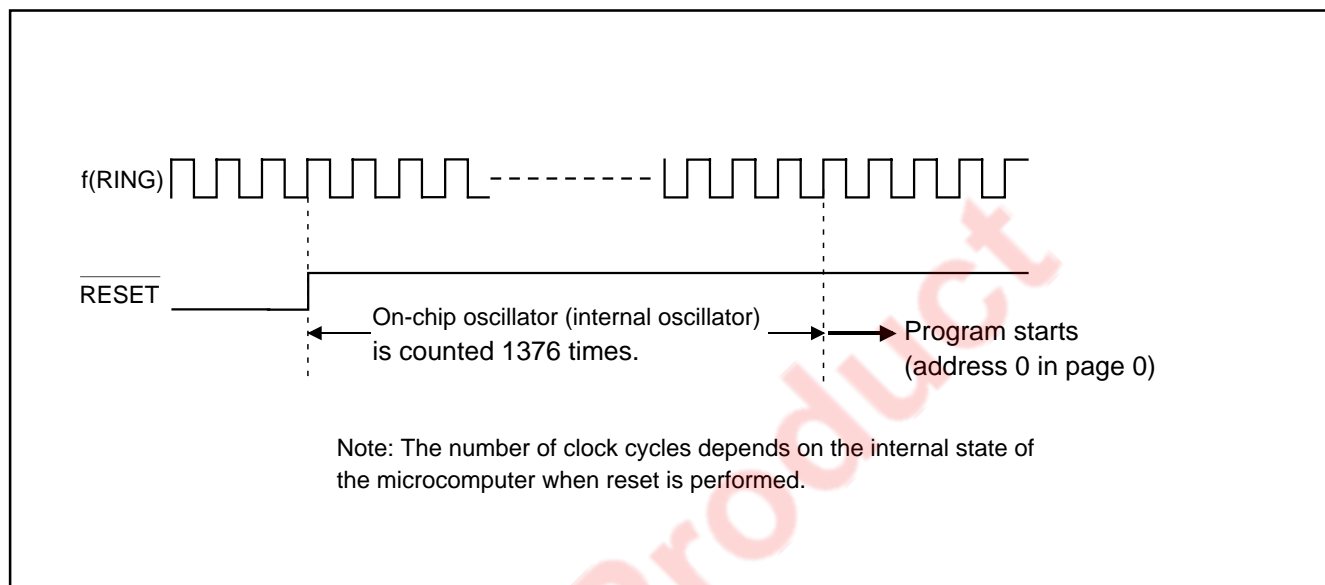 f(RING)
RESET
On-chip oscillator (internal oscillator)
is counted 1376 times.
Program starts
(address 0 in page 0)
Note: The number of clock cycles depends on the internal state of
the microcomputer when reset is performed.
Product